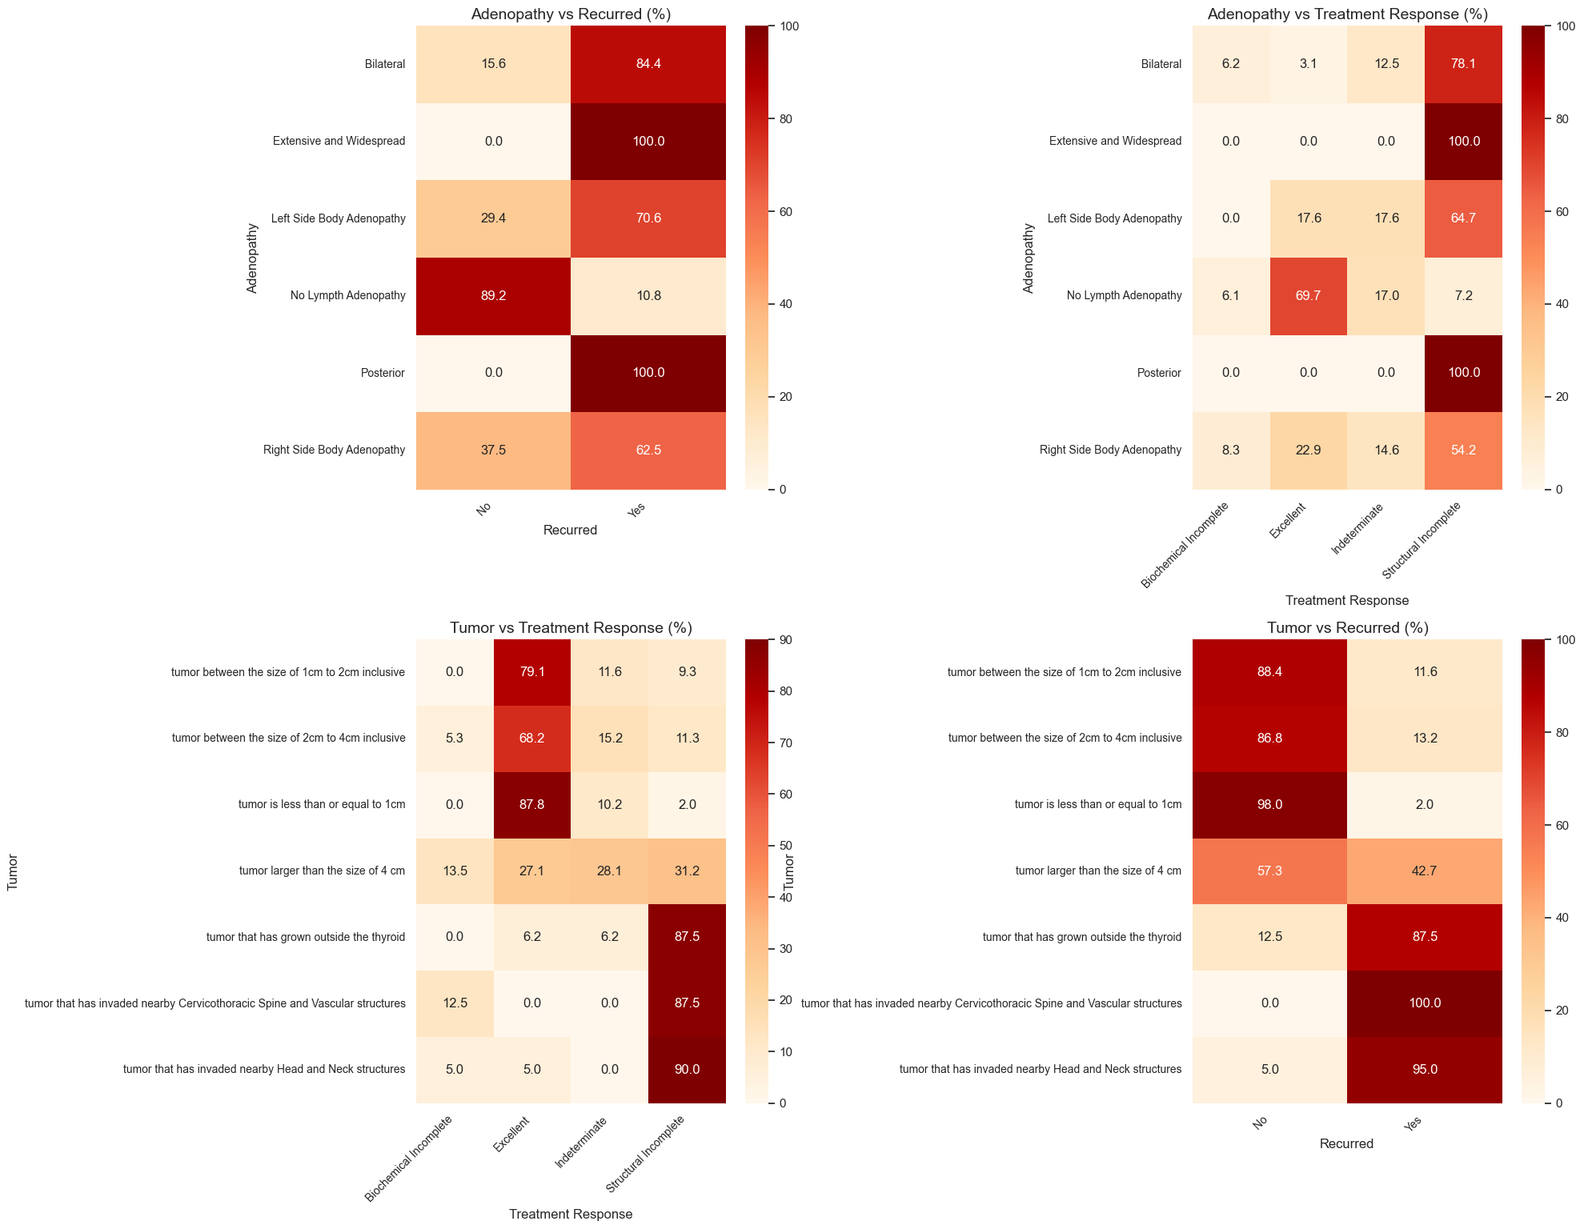 Adenopathy vs Recurred (%)
Adenopathy
Bilateral 15.6 84.4
Extensive and Widespread 0.0 100.0
Left Side Body Adenopathy 29.4 70.6
No Lympth Adenopathy 89.2 10.8
Posterior 0.0 100.0
Right Side Body Adenopathy 37.5 62.5
No Yes
Recurred
100
80
60
40
20
0
Adenopathy vs Treatment Response (%)
Adenopathy
Bilateral 6.2 3.1 12.5 78.1
Extensive and Widespread 0.0 0.0 0.0 100.0
Left Side Body Adenopathy 0.0 17.6 17.6 64.7
No Lympth Adenopathy 6.1 69.7 17.0 7.2
Posterior 0.0 0.0 0.0 100.0
Right Side Body Adenopathy 8.3 22.9 14.6 54.2
Biochemical Incomplete Excellent Indeterminate Structural Incomplete
Treatment Response
100
80
60
40
20
0
Tumor vs Treatment Response (%)
Tumor
tumor between the size of 1cm to 2cm inclusive 0.0 79.1 11.6 9.3
tumor between the size of 2cm to 4cm inclusive 5.3 68.2 15.2 11.3
tumor is less than or equal to 1cm 0.0 87.8 10.2 2.0
tumor larger than the size of 4 cm 13.5 27.1 28.1 31.2
tumor that has grown outside the thyroid 0.0 6.2 6.2 87.5
tumor that has invaded nearby Cervicothoracic Spine and Vascular structures 12.5 0.0 0.0 87.5
tumor that has invaded nearby Head and Neck structures 5.0 5.0 0.0 90.0
Biochemical Incomplete Excellent Indeterminate Structural Incomplete
Treatment Response
90
80
70
60
50
40
30
20
10
0
Tumor vs Recurred (%)
Tumor
tumor between the size of 1cm to 2cm inclusive 88.4 11.6
tumor between the size of 2cm to 4cm inclusive 86.8 13.2
tumor is less than or equal to 1cm 98.0 2.0
tumor larger than the size of 4 cm 57.3 42.7
tumor that has grown outside the thyroid 12.5 87.5
tumor that has invaded nearby Cervicothoracic Spine and Vascular structures 0.0 100.0
tumor that has invaded nearby Head and Neck structures 5.0 95.0
No Yes
Recurred
100
80
60
40
20
0